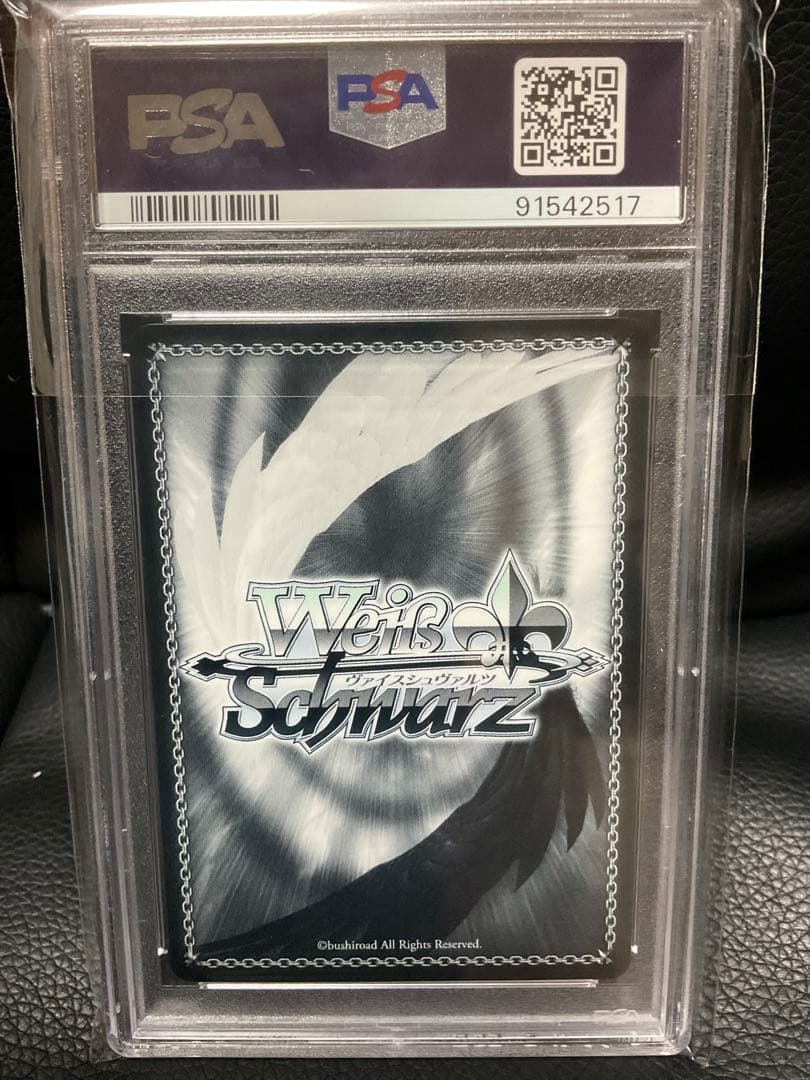 PSA
PSA
91542517
Weiß
ヴァイスシュヴァルツ
Schwarz
©bushiroad All Rights Reserved.